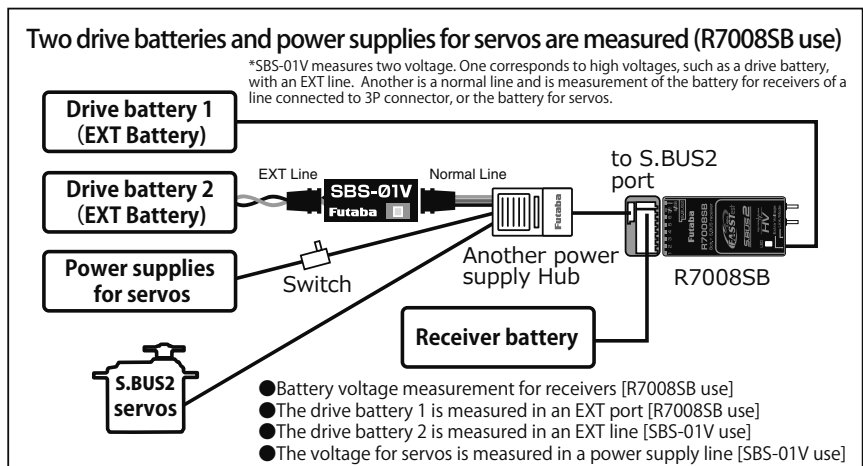 Two drive batteries and power supplies for servos are measured (R7008SB use)
*SBS-01V measures two voltage. One corresponds to high voltages, such as a drive battery,
with an EXT line. Another is a normal line and is measurement of the battery for receivers of a
line connected to 3P connector, or the battery for servos.
Drive battery 1
(EXT Battery)
Drive battery 2
(EXT Battery)
EXT Line
SBS-01V
Futaba
Normal Line
Futaba
to S.BUS2
port
Futaba
R7008SB
FASSTest
S.BUS2
HV
R7008SB
Another power
supply Hub
Switch
Power supplies
for servos
Receiver battery
S.BUS2
servos
●Battery voltage measurement for receivers [R7008SB use]
●The drive battery 1 is measured in an EXT port [R7008SB use]
●The drive battery 2 is measured in an EXT line [SBS-01V use]
●The voltage for servos is measured in a power supply line [SBS-01V use]